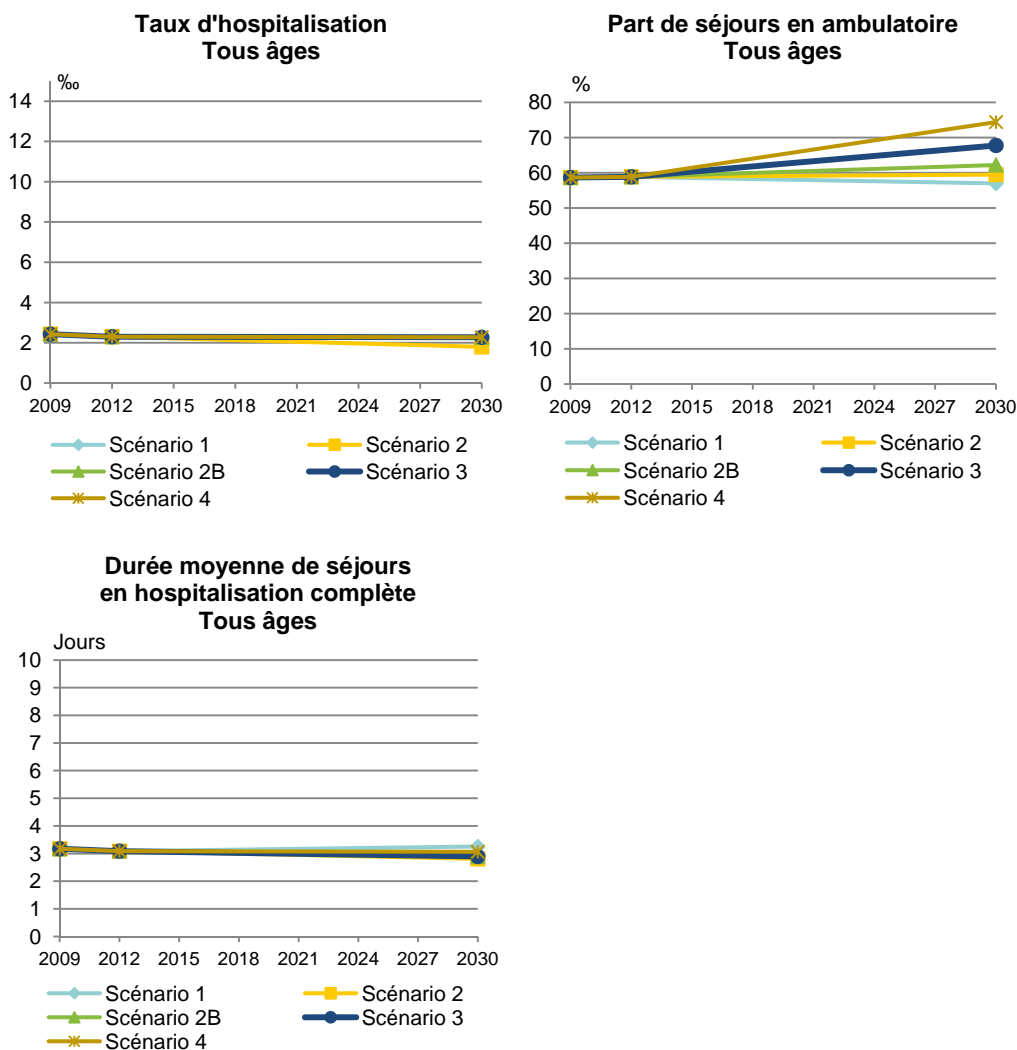 Taux d'hospitalisation
Tous âges
‰
14
12
10
8
6
4
2
0
2009 2012 2015 2018 2021 2024 2027 2030
Scénario 1 Scénario 2
Scénario 2B Scénario 3
Scénario 4
Part de séjours en ambulatoire
Tous âges
%
80
70
60
50
40
30
20
10
0
2009 2012 2015 2018 2021 2024 2027 2030
Scénario 1 Scénario 2
Scénario 2B Scénario 3
Scénario 4
Durée moyenne de séjours
en hospitalisation complète
Tous âges
Jours
10
9
8
7
6
5
4
3
2
1
0
2009 2012 2015 2018 2021 2024 2027 2030
Scénario 1 Scénario 2
Scénario 2B Scénario 3
Scénario 4